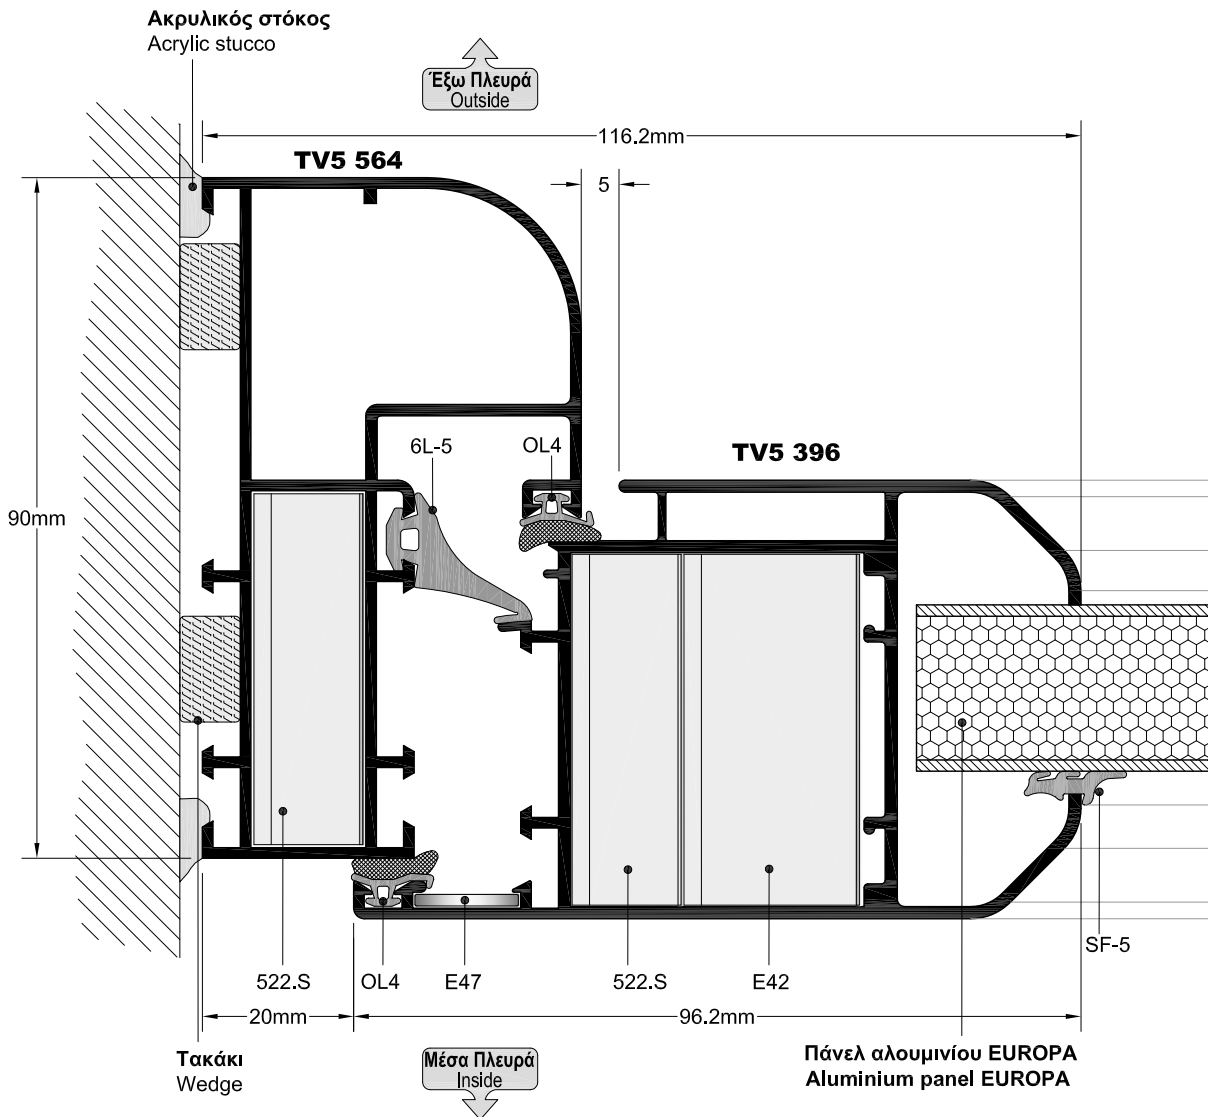 Ακρυλικός στόκος
Acrylic stucco
Έξω Πλευρά
Outside
116.2mm
TV5 564
5
6L-5
OL4
TV5 396
90mm
SF-5
522.S
OL4
E47
522.S
E42
20mm
96.2mm
Τακάκι
Wedge
Μέσα Πλευρά
Inside
Πάνελ αλουμινίου EUROPA
Aluminium panel EUROPA